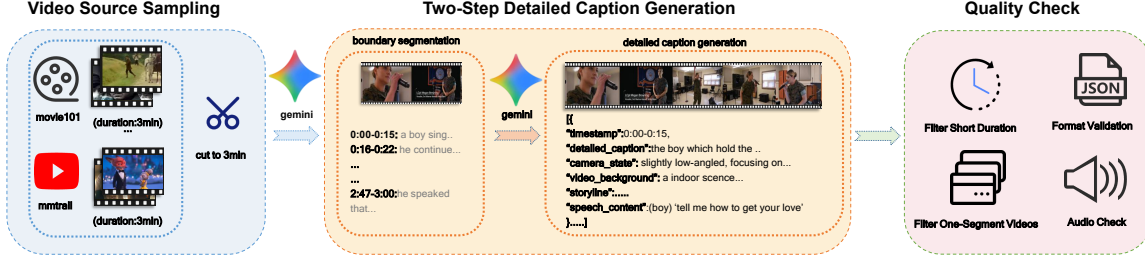 Video Source Sampling
movie101
(duration:3min)
...
mmtrail
(duration:3min)
cut to 3min
gemini
Two-Step Detailed Caption Generation
boundary segmentation
0:00-0:15: a boy sing..
0:16-0:22: he continue...
...
...
2:47-3:00:he speaked
that...
gemini
detailed caption generation
[{
“timestamp”:0:00-0:15,
“detailed_caption”:the boy which hold the ..
“camera_state”: slightly low-angled, focusing on...
“video_background”: a indoor scence...
“storyline”:.....
“speech_content”:(boy) ‘tell me how to get your love’
}.....]
Quality Check
Filter Short Duration
JSON
Format Validation
Filter One-Segment Videos
Audio Check